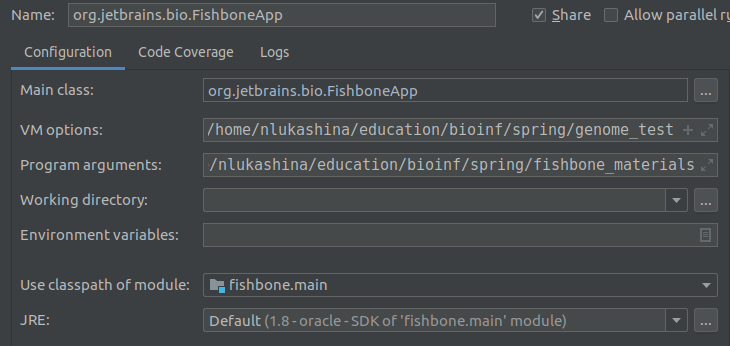 Name: org.jetbrains.bio.FishboneApp Share Allow parallel
Configuration Code Coverage Logs
Main class: org.jetbrains.bio.FishboneApp ...
VM options: /home/nlukashina/education/bioinf/spring/genome_test
Program arguments: /nlukashina/education/bioinf/spring/fishbone_materials
Working directory: ...
Environment variables:
Use classpath of module: fishbone.main
JRE: Default (1.8 - oracle - SDK of 'fishbone.main' module) ...